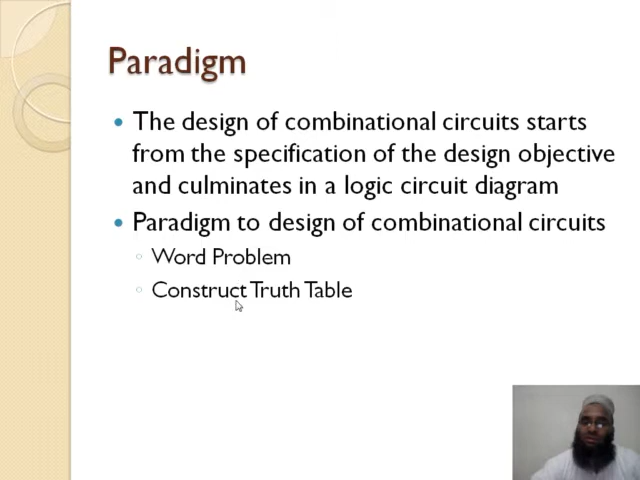 Paradigm
The design of combinational circuits starts
from the specification of the design objective
and culminates in a logic circuit diagram
Paradigm to design of combinational circuits
Word Problem
Construct Truth Table